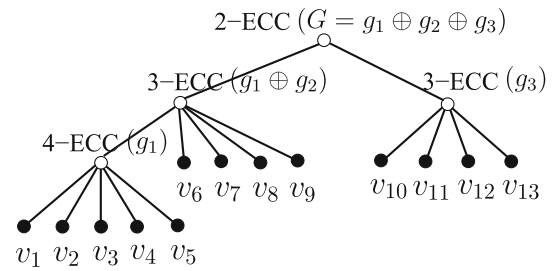 2–ECC (G = g₁ ⊕ g₂ ⊕ g₃)
3–ECC (g₁ ⊕ g₂) 3–ECC (g₃)
4–ECC (g₁)
v₆ v₇ v₈ v₉ v₁₀ v₁₁ v₁₂ v₁₃
v₁ v₂ v₃ v₄ v₅